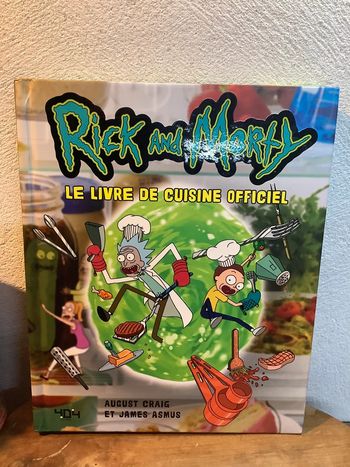 RICK AND MORTY
LE LIVRE DE CUISINE OFFICIEL
AUGUST CRAIG
ET JAMES ASMUS
404